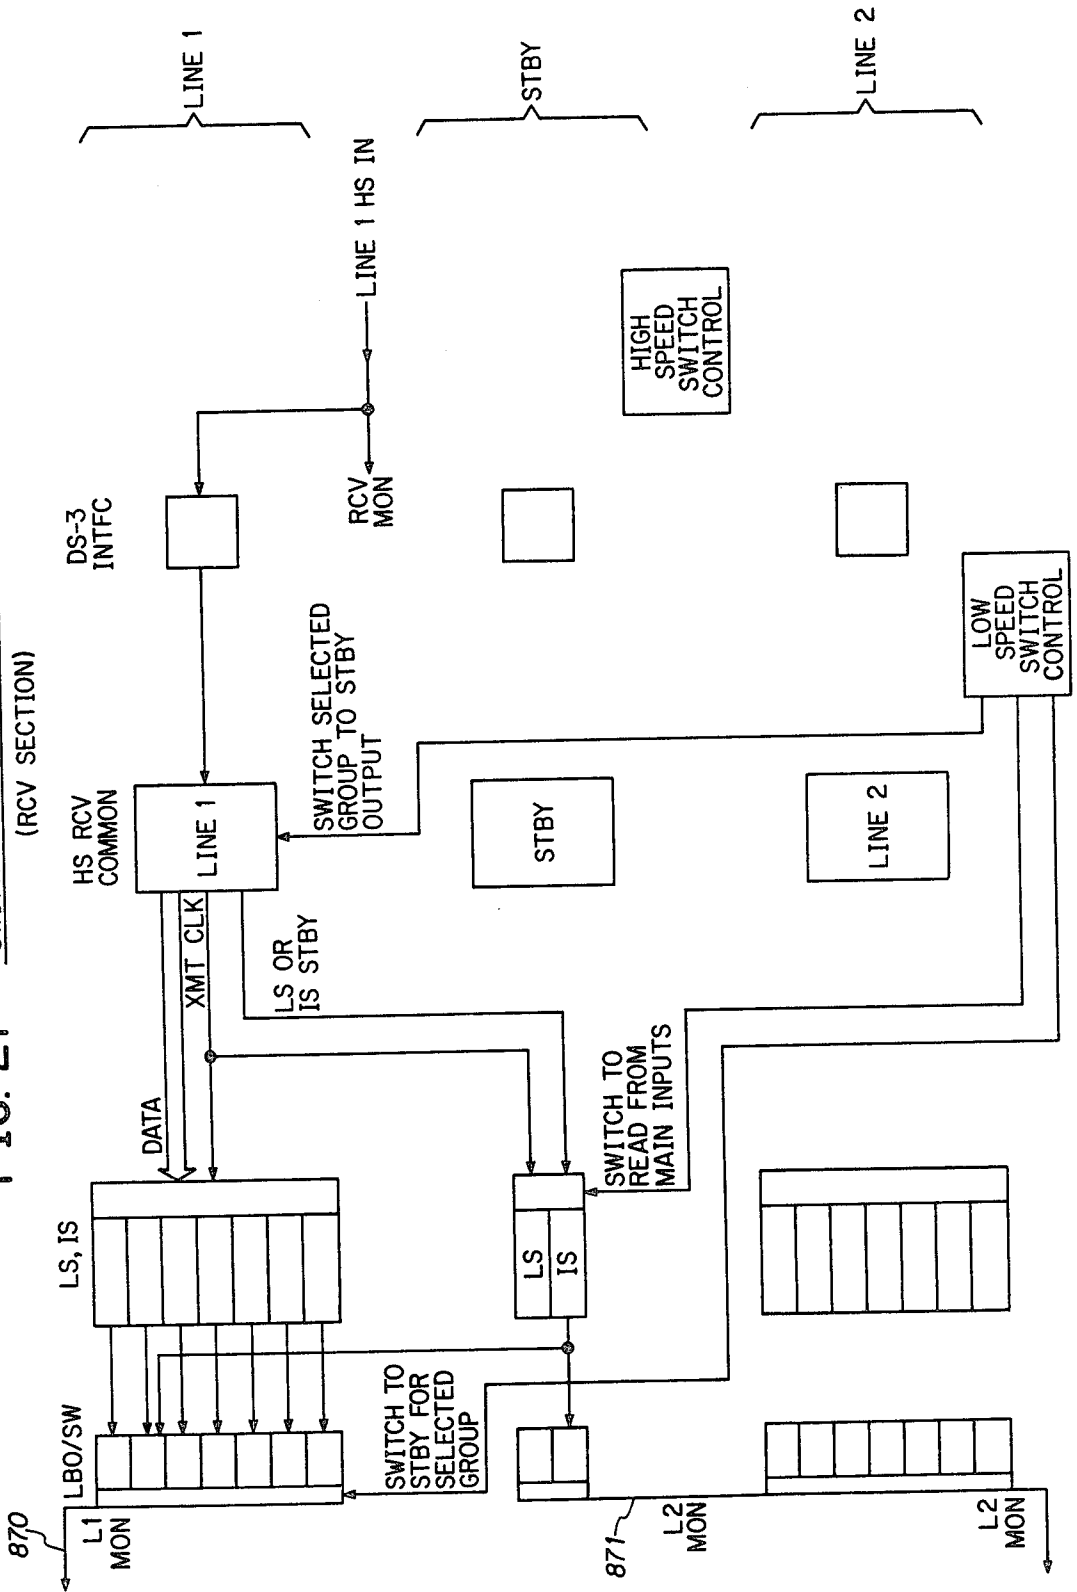 (RCV SECTION)
870
L1
MON
LBO/SW
LS, IS
DATA
XMT CLK
HS RCV
COMMON
LINE 1
DS-3
INTFC
LINE 1
RCV
MON
LINE 1 HS IN
SWITCH SELECTED
GROUP TO STBY
OUTPUT
LS OR
IS STBY
SWITCH TO
STBY FOR
SELECTED
GROUP
LS
IS
SWITCH TO
READ FROM
MAIN INPUTS
STBY
HIGH
SPEED
SWITCH
CONTROL
STBY
871
L2
MON
LINE 2
LINE 2
LOW
SPEED
SWITCH
CONTROL
L2
MON